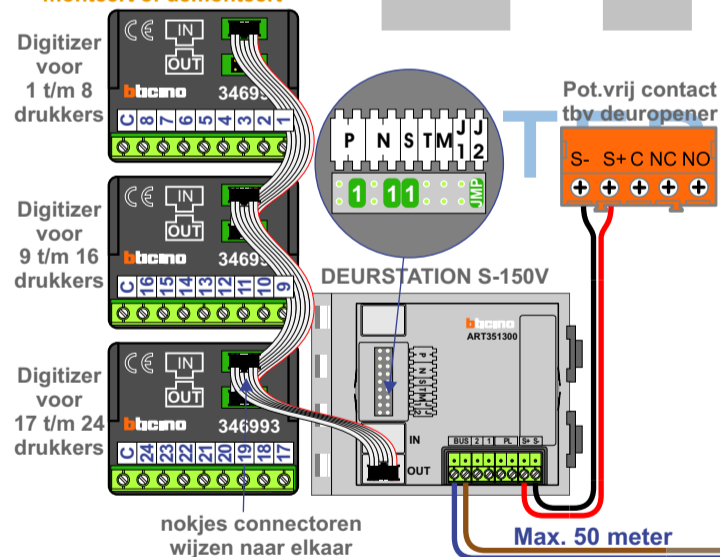 Digitizer
voor
1 t/m 8
drukkers
IN
OUT
bticino
C 8 7 6 5 4 3 2 1
Digitizer
voor
9 t/m 16
drukkers
IN
OUT
bticino
C 16 15 14 13 12 11 10 9
Digitizer
voor
17 t/m 24
drukkers
IN
OUT
bticino 346993
C 24 23 22 21 20 19 18 17
nokjes connectoren
wijzen naar elkaar
P N S T M J1 J2
1 1 1 JMP
DEURSTATION S-150V
bticino
ART351300
P N S T M
IN
OUT
BUS 2 1 PL S+ S-
Max. 50 meter
Pot.vrij contact
tbv deuropener
S- S+ C NC NO